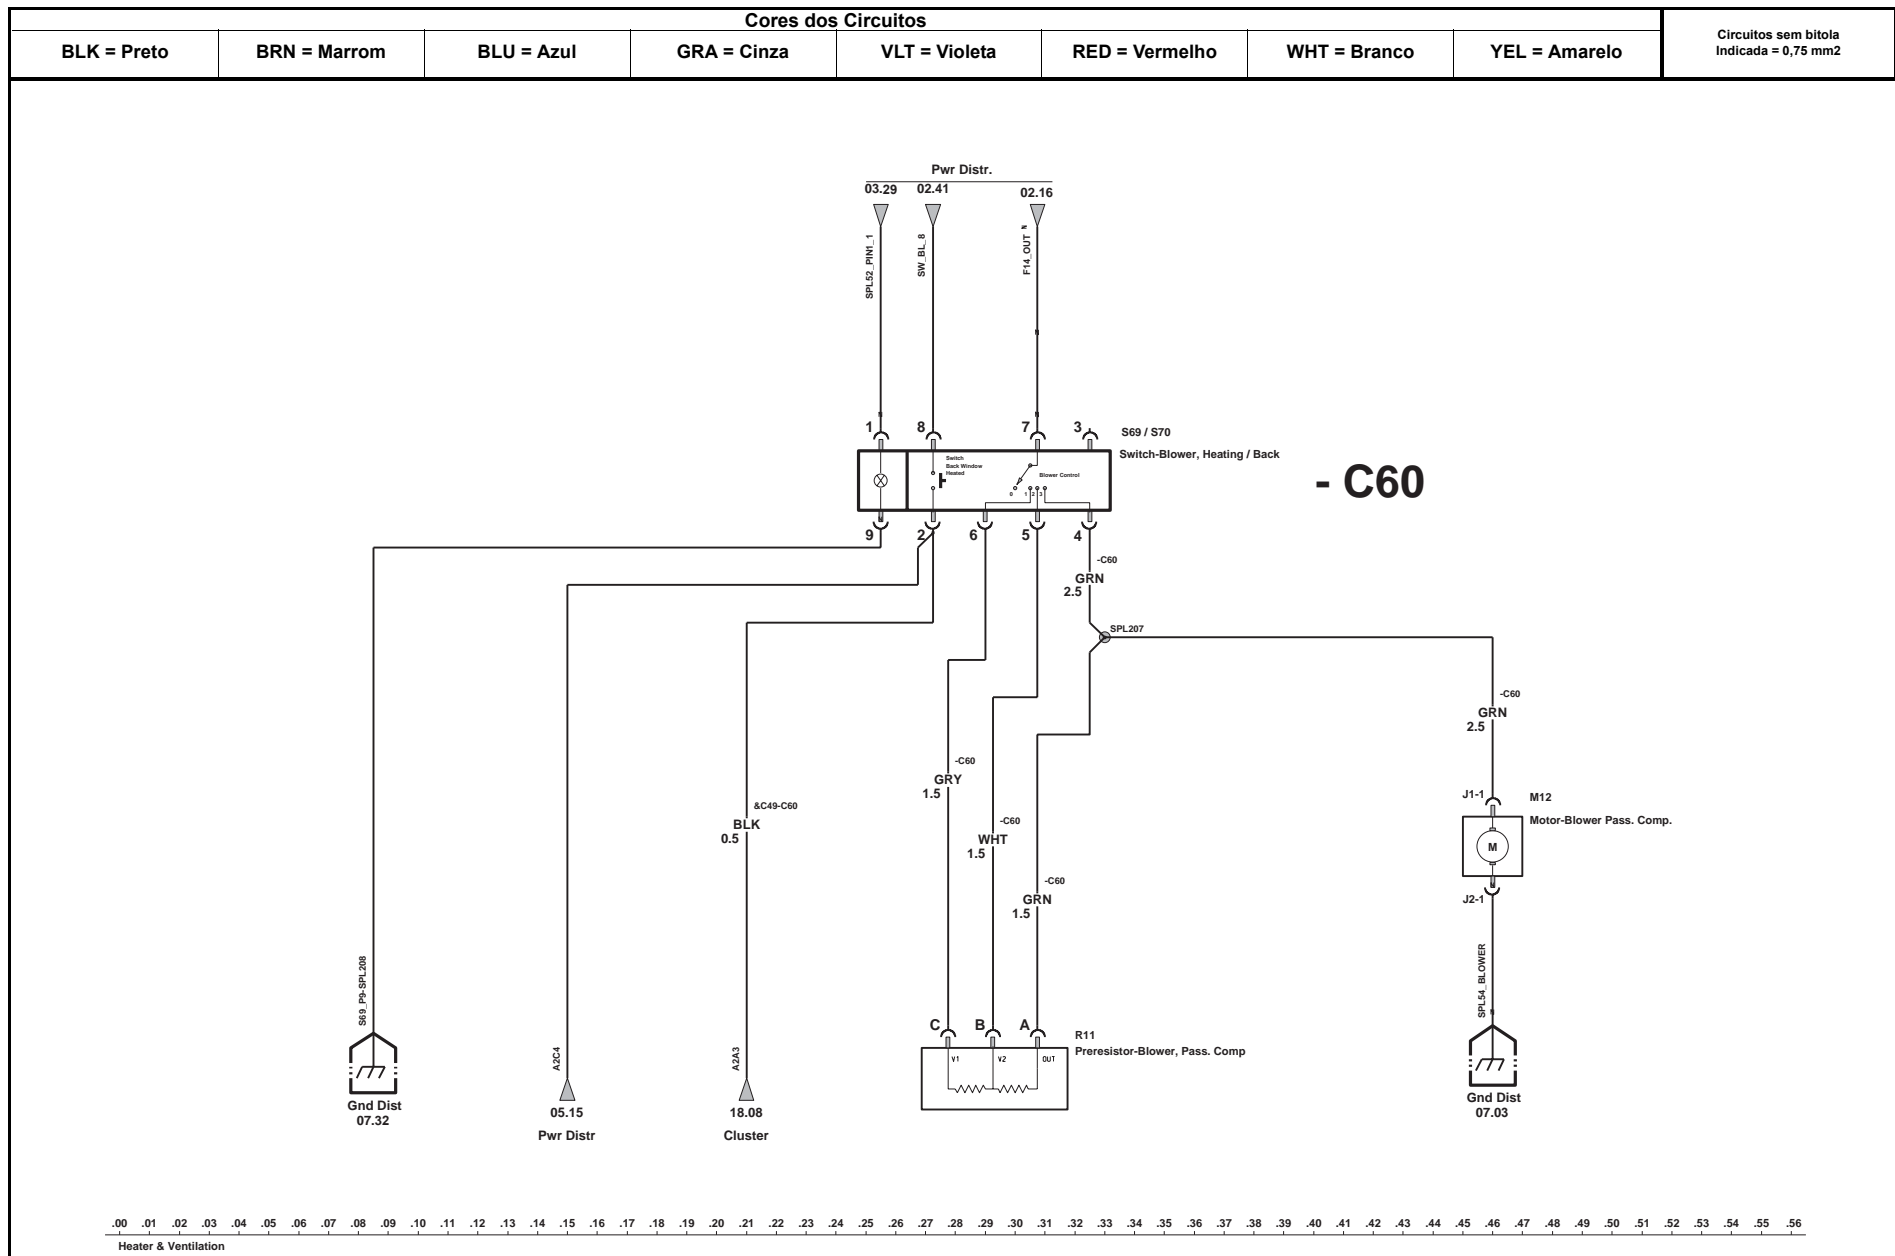 Cores dos Circuitos
BLK = Preto
BRN = Marrom
BLU = Azul
GRA = Cinza
VLT = Violeta
RED = Vermelho
WHT = Branco
YEL = Amarelo
Circuitos sem bitola
Indicada = 0,75 mm2
Pwr Distr.
03.29 02.41 02.16
SPL52_PIN1_1
SW_BL_8
F14_OUT
1 8 7 3
S69 / S70
Switch-Blower, Heating / Back
- C60
Switch
Back Window
Heated
Blower Control
0 1 2 3
9 2 6 5 4
-C60
GRN
2.5
SPL207
-C60
GRN
2.5
-C60
GRY
1.5
&C49-C60
BLK
0.5
-C60
WHT
1.5
-C60
GRN
1.5
J1-1
M12
Motor-Blower Pass. Comp.
M
J2-1
S69_P9-SPL208
A2C4
A2A3
SPL54_BLOWER
C B A
R11
Preresistor-Blower, Pass. Comp
V1 V2 OUT
Gnd Dist
07.32
05.15
Pwr Distr
18.08
Cluster
Gnd Dist
07.03
.00 .01 .02 .03 .04 .05 .06 .07 .08 .09 .10 .11 .12 .13 .14 .15 .16 .17 .18 .19 .20 .21 .22 .23 .24 .25 .26 .27 .28 .29 .30 .31 .32 .33 .34 .35 .36 .37 .38 .39 .40 .41 .42 .43 .44 .45 .46 .47 .48 .49 .50 .51 .52 .53 .54 .55 .56
Heater & Ventilation